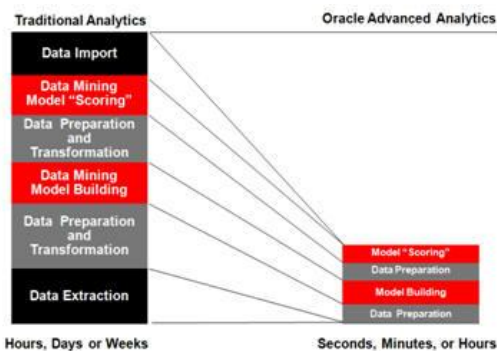 Traditional Analytics
Oracle Advanced Analytics
Data Import
Data Mining
Model “Scoring”
Data Preparation
and
Transformation
Data Mining
Model Building
Data Preparation
and
Transformation
Data Extraction
Model “Scoring”
Data Preparation
Model Building
Data Preparation
Hours, Days or Weeks
Seconds, Minutes, or Hours